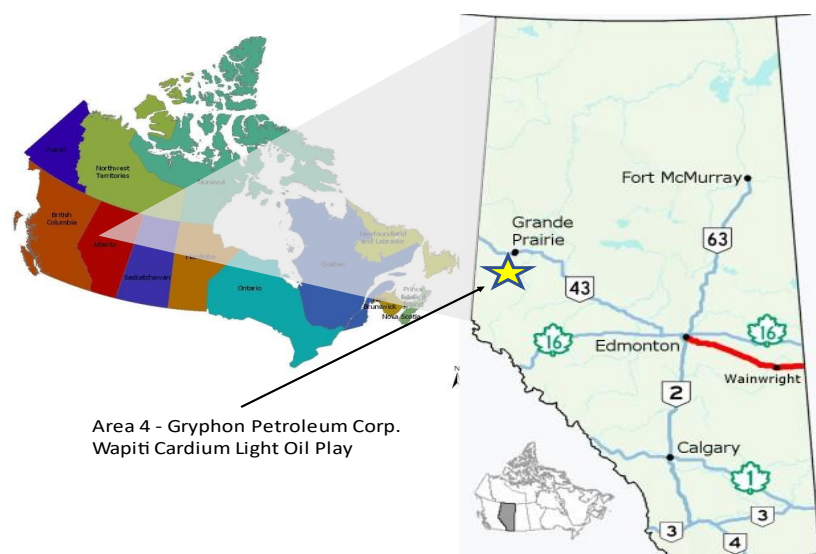 Yukon
Northwest
Territories
Nunavut
British
Columbia
Alberta
Saskatchewan
Manitoba
Ontario
Québec
Newfoundland
and Labrador
Brunswick
Nova Scotia
N
Area 4 - Gryphon Petroleum Corp.
Wapiti Cardium Light Oil Play
Fort McMurray
63
Grande
Prairie
43
16
Edmonton
16
Wainwright
2
Calgary
1
3
3
4